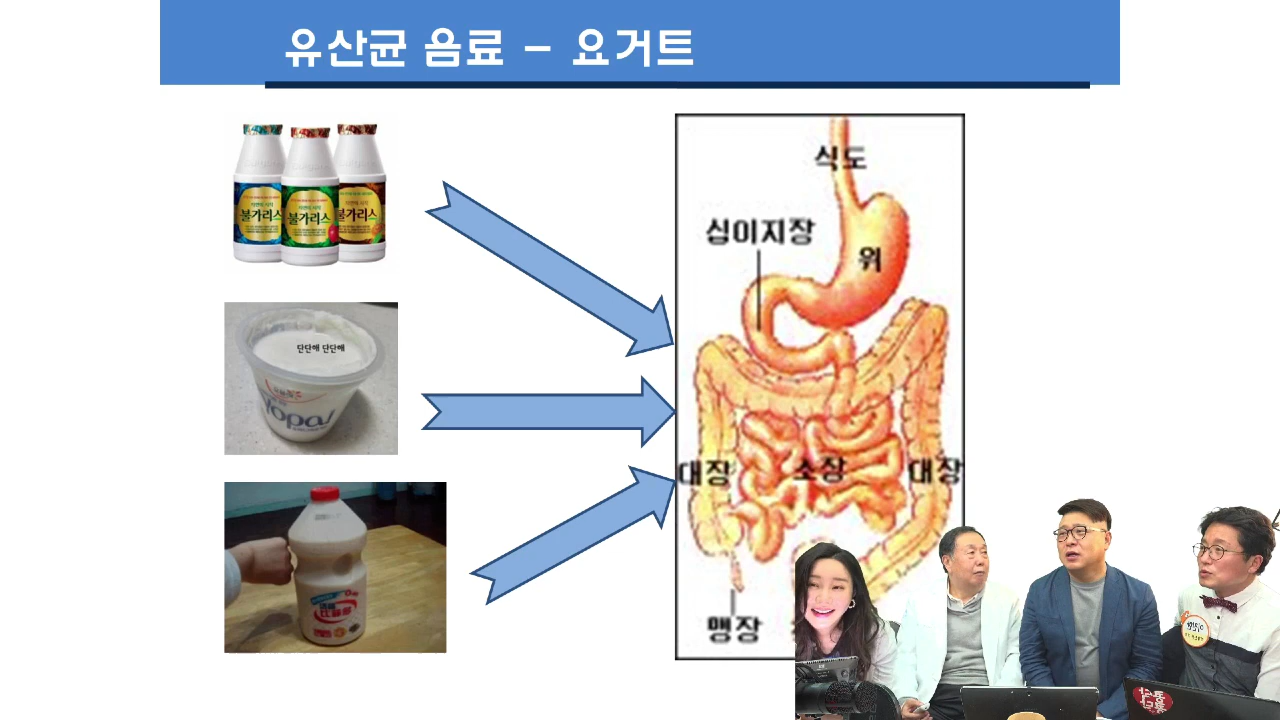 유산균 음료 – 요거트
불가리스
불가리스
불가리스
단단해 단단해
Yopa!
식도
십이지장
위
대장
소장
대장
맹장